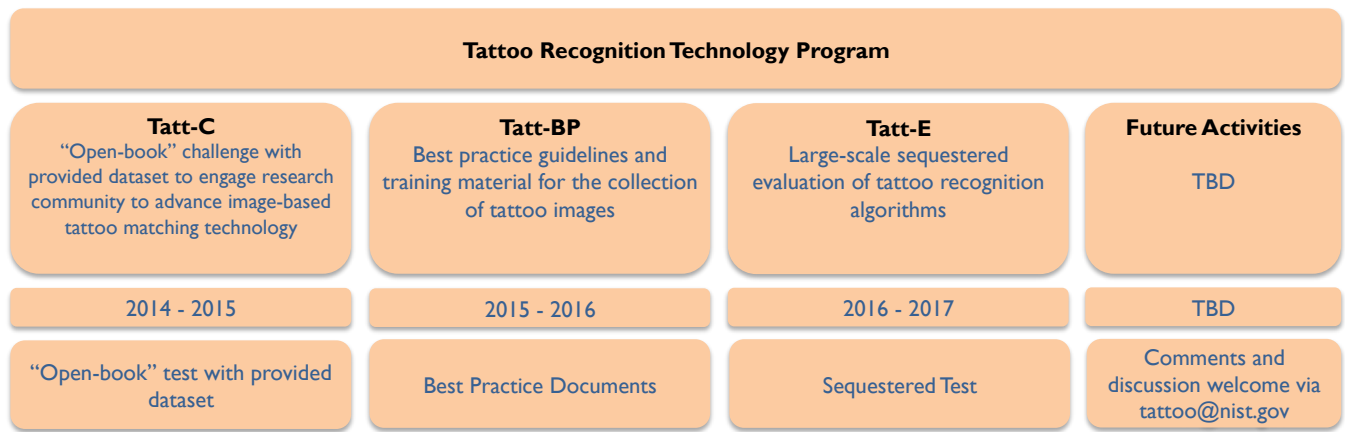 Tattoo Recognition Technology Program
Tatt-C
“Open-book” challenge with
provided dataset to engage research
community to advance image-based
tattoo matching technology
Tatt-BP
Best practice guidelines and
training material for the collection
of tattoo images
Tatt-E
Large-scale sequestered
evaluation of tattoo recognition
algorithms
Future Activities
TBD
2014 - 2015
2015 - 2016
2016 - 2017
TBD
“Open-book” test with provided
dataset
Best Practice Documents
Sequestered Test
Comments and
discussion welcome via
tattoo@nist.gov